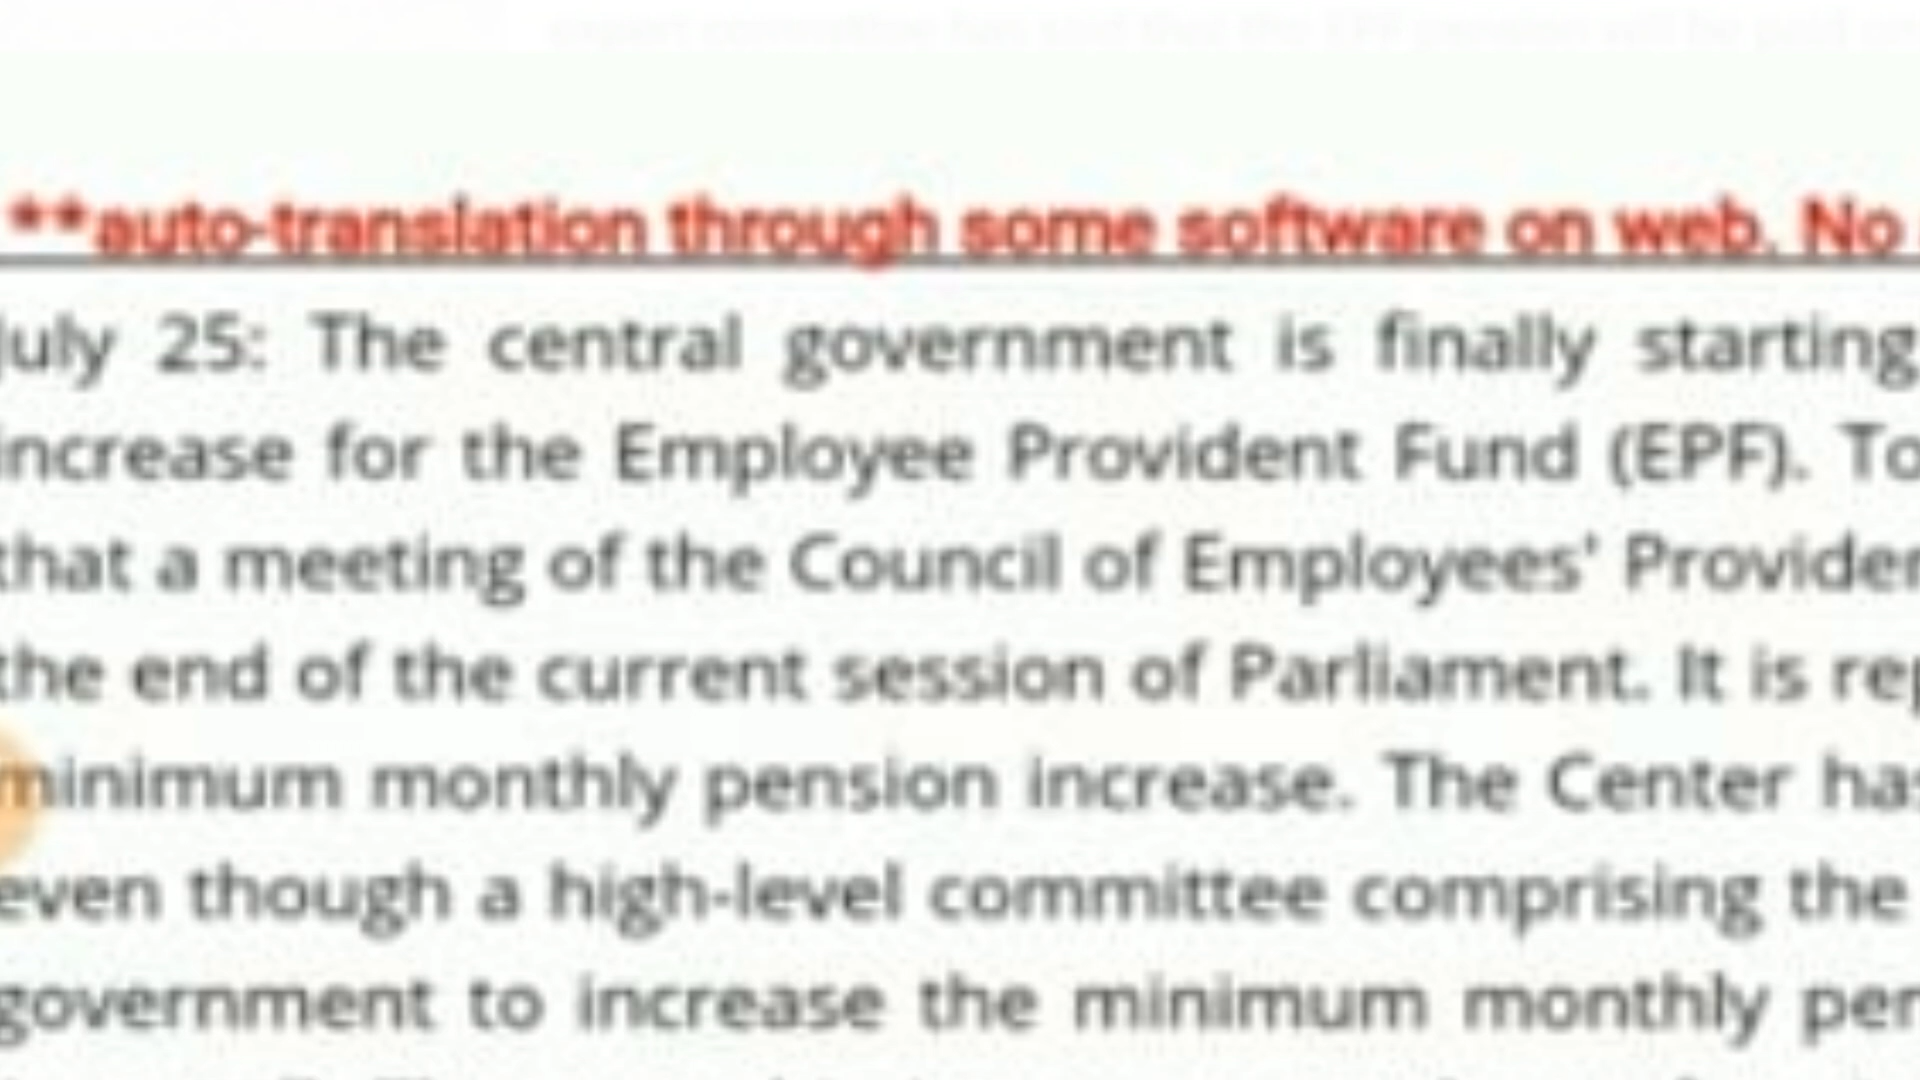 **auto-translation through some software on web. No
July 25: The central government is finally starting
increase for the Employee Provident Fund (EPF). To
that a meeting of the Council of Employees' Providen
the end of the current session of Parliament. It is rep
minimum monthly pension increase. The Center has
even though a high-level committee comprising the
government to increase the minimum monthly pen